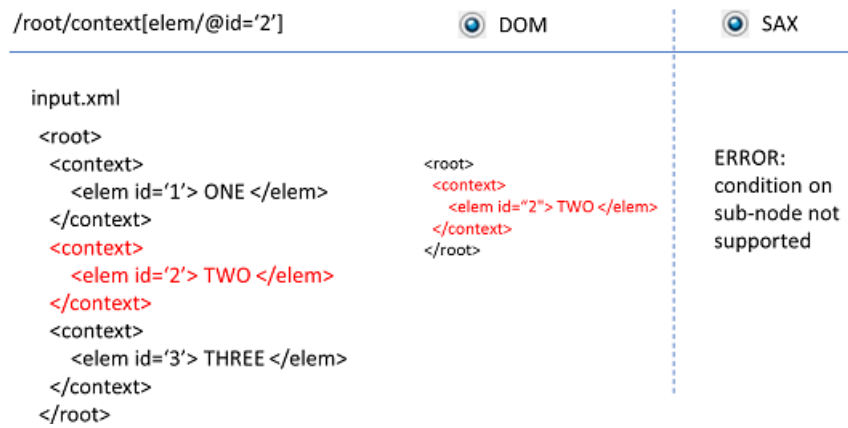 /root/context[elem/@id=‘2’]
DOM
SAX
input.xml
<root>
<context>
<elem id=‘1’> ONE </elem>
</context>
<context>
<elem id=‘2’> TWO </elem>
</context>
<context>
<elem id=‘3’> THREE </elem>
</context>
</root>
<root>
<context>
<elem id=“2"> TWO </elem>
</context>
</root>
ERROR:
condition on
sub-node not
supported